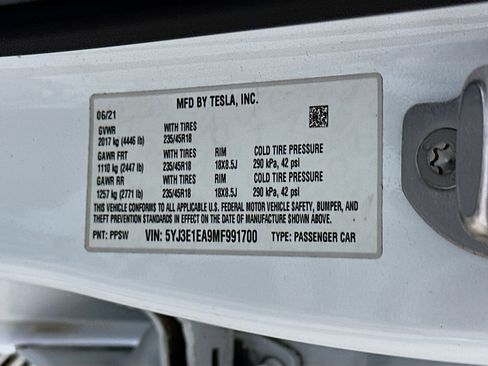 MFD BY TESLA, INC.
06/21
GVWR WITH TIRES
2017 kg (4446 lb) 235/45R18
GAWR FRT WITH TIRES RIM COLD TIRE PRESSURE
1110 kg (2447 lb) 235/45R18 18X8.5J 290 kPa, 42 psi
GAWR RR WITH TIRES RIM COLD TIRE PRESSURE
1257 kg (2771 lb) 235/45R18 18X8.5J 290 kPa, 42 psi
THIS VEHICLE CONFORMS TO ALL APPLICABLE U.S. FEDERAL MOTOR VEHICLE SAFETY, BUMPER, AND
THEFT PREVENTION STANDARDS IN EFFECT ON THE DATE OF MANUFACTURE SHOWN ABOVE.
PNT: PPSW VIN: 5YJ3E1EA9MF991700 TYPE: PASSENGER CAR